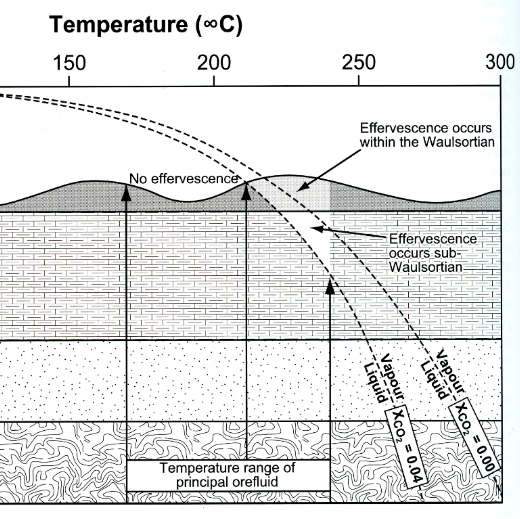 Temperature (∞C)
150 200 250 300
Effervescence occurs
within the Waulsortian
No effervescence
Effervescence
occurs sub-
Waulsortian
Vapour
Liquid
XCO₂ = 0.04
Vapour
Liquid
XCO₂ = 0.00
Temperature range of
principal orefluid